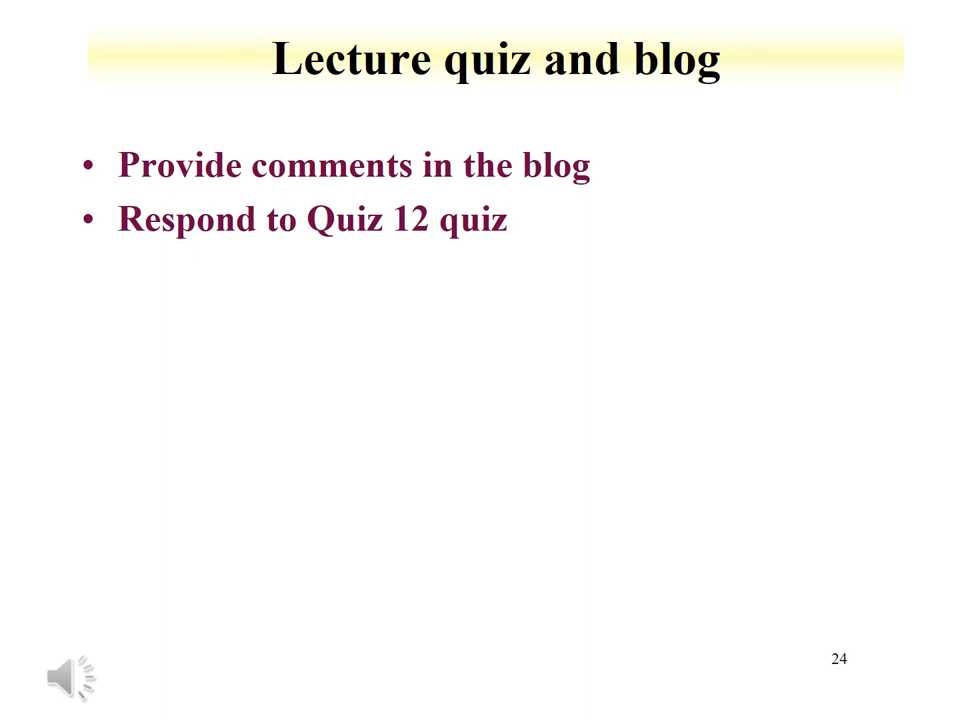 Lecture quiz and blog
• Provide comments in the blog
• Respond to Quiz 12 quiz
24